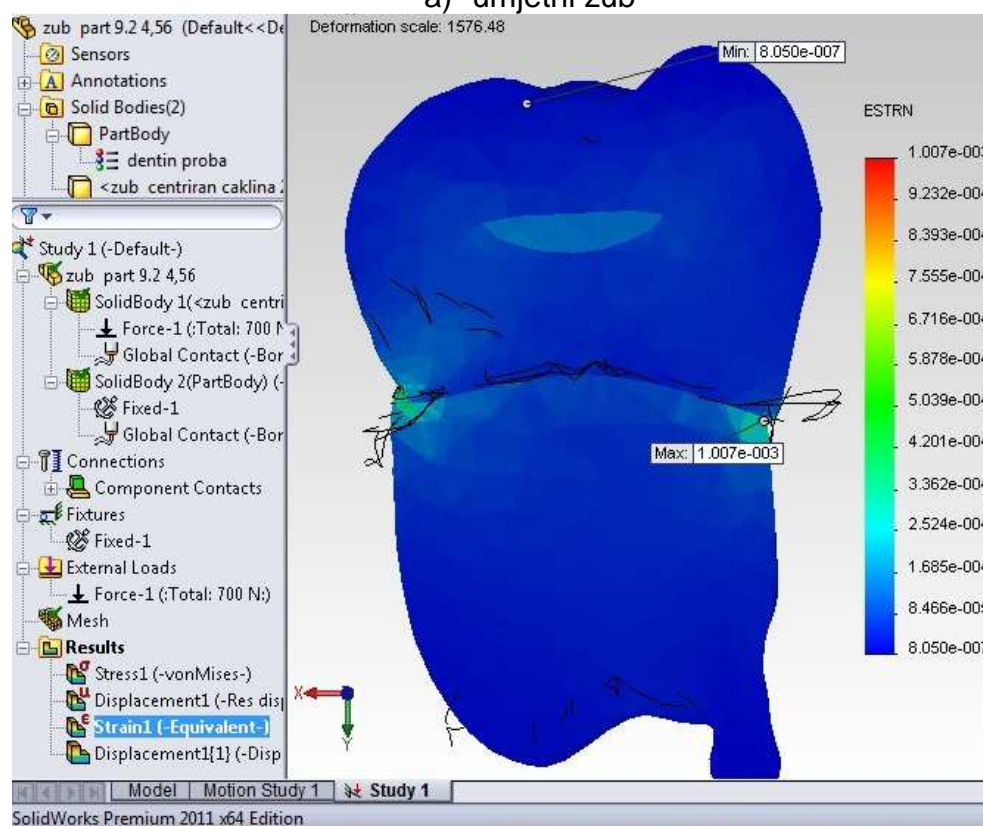 a) umjetni zub
zub part 9.2 4,56 (Default<<De
Sensors
Annotations
Solid Bodies(2)
PartBody
dentin proba
<zub centriran caklina 2
Study 1 (-Default-)
zub part 9.2 4,56
SolidBody 1(<zub centri
Force-1 (:Total: 700 N
Global Contact (-Bor
SolidBody 2(PartBody) (-
Fixed-1
Global Contact (-Bor
Connections
Component Contacts
Fixtures
Fixed-1
External Loads
Force-1 (:Total: 700 N:)
Mesh
Results
Stress1 (-vonMises-)
Displacement1 (-Res disp
Strain1 (-Equivalent-)
Displacement1{1} (-Disp
Deformation scale: 1576.48
Min: 8.050e-007
Max: 1.007e-003
X
Y
ESTRN
1.007e-003
9.232e-004
8.393e-004
7.555e-004
6.716e-004
5.878e-004
5.039e-004
4.201e-004
3.362e-004
2.524e-004
1.685e-004
8.466e-005
8.050e-007
Model Motion Study 1 Study 1
SolidWorks Premium 2011 x64 Edition